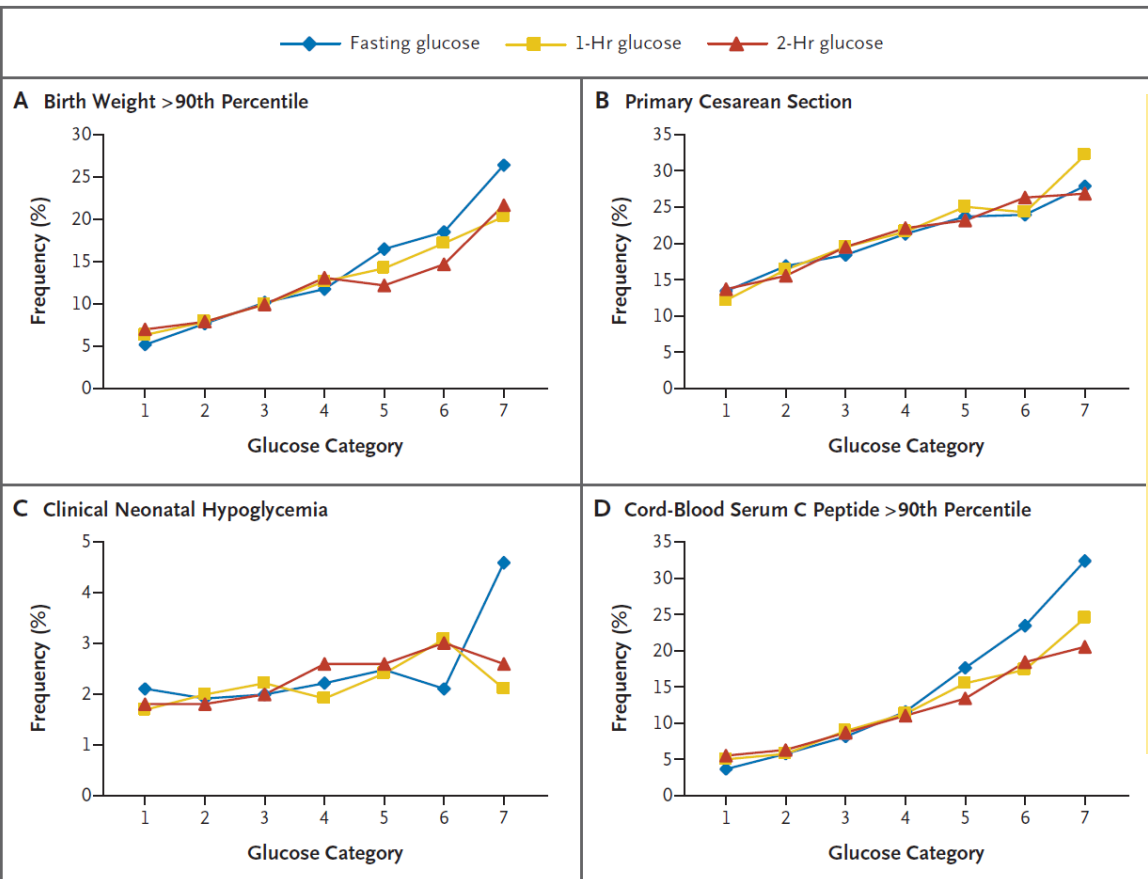 Fasting glucose 1-Hr glucose 2-Hr glucose
A Birth Weight >90th Percentile
30
25
20
15
10
5
0
Frequency (%)
1 2 3 4 5 6 7
Glucose Category
B Primary Cesarean Section
35
30
25
20
15
10
5
0
Frequency (%)
1 2 3 4 5 6 7
Glucose Category
C Clinical Neonatal Hypoglycemia
5
4
3
2
1
0
Frequency (%)
1 2 3 4 5 6 7
Glucose Category
D Cord-Blood Serum C Peptide >90th Percentile
35
30
25
20
15
10
5
0
Frequency (%)
1 2 3 4 5 6 7
Glucose Category